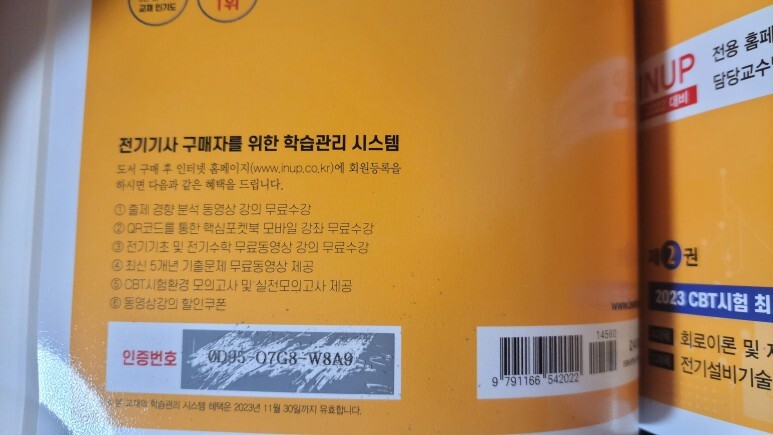 교재 인기도
1위
전기기사 구매자를 위한 학습관리 시스템
도서 구매 후 인터넷 홈페이지(www.inup.co.kr)에 회원등록을
하시면 다음과 같은 혜택을 드립니다.
① 출제 경향 분석 동영상 강의 무료수강
② QR코드를 통한 핵심포켓북 모바일 강좌 무료수강
③ 전기기초 및 전기수학 무료동영상 강의 무료수강
④ 최신 5개년 기출문제 무료동영상 제공
⑤ CBT시험환경 모의고사 및 실전모의고사 제공
⑥ 동영상강의 할인쿠폰
인증번호 0D95-Q7G8-W8A9
본 교재의 학습관리 시스템 혜택은 2023년 11월 30일까지 유효합니다.
14560
9 791166 542022
INUP
대비
전용 홈페
담당교수
제2권
2023 CBT시험 최
회로이론 및
전기설비기술